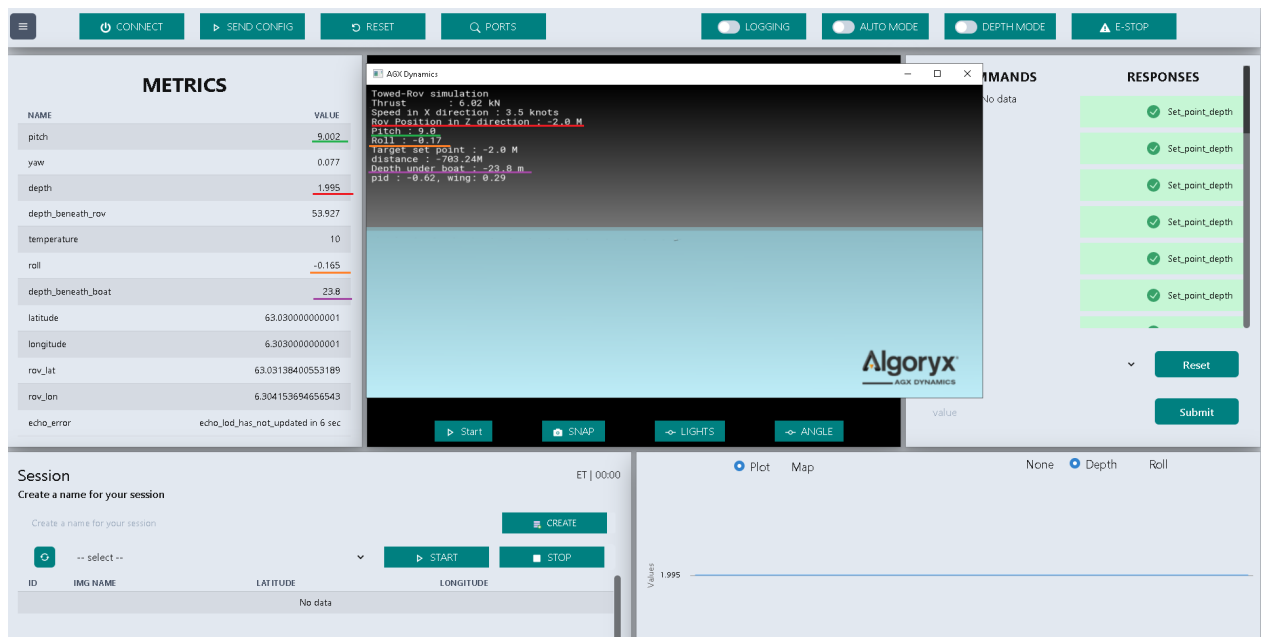 CONNECT
SEND CONFIG
RESET
PORTS
LOGGING
AUTO MODE
DEPTH MODE
E-STOP
METRICS
NAME VALUE
pitch 9.002
yaw 0.077
depth 1.995
depth_beneath_rov 53.927
temperature 10
roll -0.165
depth_beneath_boat 23.8
latitude 63.030000000001
longitude 6.3030000000001
rov_lat 63.03138400553189
rov_lon 6.304153694656543
echo_error echo_lod_has_not_updated in 6 sec
AGX Dynamics
Towed-Rov simulation
Thrust : 6.02 kN
Speed in X direction : 3.5 knots
Rov Position in Z direction : -2.0 M
Pitch : 9.0
Roll : -0.17
Target set point : -2.0 M
distance : -703.24M
Depth under boat : -23.8 m
pid : -0.62, wing: 0.29
Algoryx
AGX DYNAMICS
Start
SNAP
LIGHTS
ANGLE
MMANDS
No data
RESPONSES
Set_point_depth
Set_point_depth
Set_point_depth
Set_point_depth
Set_point_depth
Set_point_depth
Reset
value
Submit
Session
ET | 00:00
Create a name for your session
Create a name for your session
CREATE
-- select --
START
STOP
ID IMG NAME LATITUDE LONGITUDE
No data
Plot Map
None Depth Roll
Values
1.995